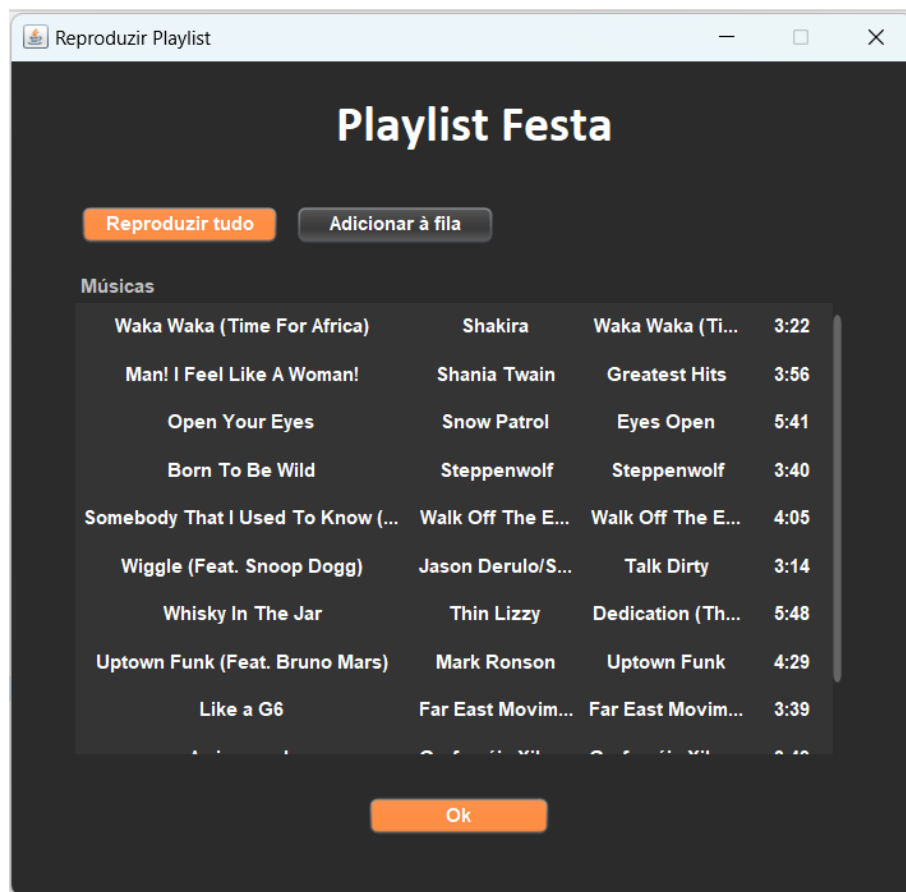 Reproduzir Playlist
Playlist Festa
Reproduzir tudo Adicionar à fila
Músicas
Waka Waka (Time For Africa) Shakira Waka Waka (Ti... 3:22
Man! I Feel Like A Woman! Shania Twain Greatest Hits 3:56
Open Your Eyes Snow Patrol Eyes Open 5:41
Born To Be Wild Steppenwolf Steppenwolf 3:40
Somebody That I Used To Know (... Walk Off The E... Walk Off The E... 4:05
Wiggle (Feat. Snoop Dogg) Jason Derulo/S... Talk Dirty 3:14
Whisky In The Jar Thin Lizzy Dedication (Th... 5:48
Uptown Funk (Feat. Bruno Mars) Mark Ronson Uptown Funk 4:29
Like a G6 Far East Movim... Far East Movim... 3:39
Ok